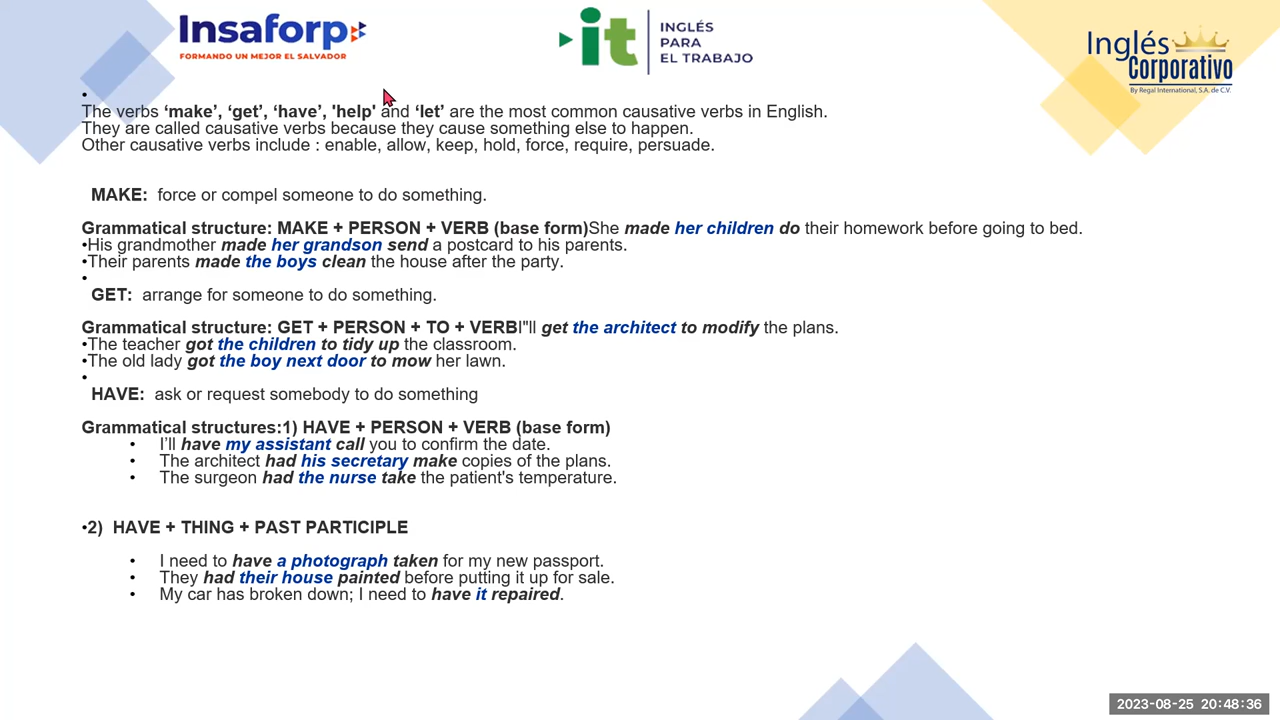 Insaforp
FORMANDO UN MEJOR EL SALVADOR
it
INGLÉS
PARA
EL TRABAJO
Inglés
Corporativo
By Regal International, S.A. de C.V.
•
The verbs ‘make’, ‘get’, ‘have’, 'help' and ‘let’ are the most common causative verbs in English.
They are called causative verbs because they cause something else to happen.
Other causative verbs include : enable, allow, keep, hold, force, require, persuade.
MAKE: force or compel someone to do something.
Grammatical structure: MAKE + PERSON + VERB (base form)She made her children do their homework before going to bed.
•His grandmother made her grandson send a postcard to his parents.
•Their parents made the boys clean the house after the party.
•
GET: arrange for someone to do something.
Grammatical structure: GET + PERSON + TO + VERBI"ll get the architect to modify the plans.
•The teacher got the children to tidy up the classroom.
•The old lady got the boy next door to mow her lawn.
•
HAVE: ask or request somebody to do something
Grammatical structures:1) HAVE + PERSON + VERB (base form)
• I’ll have my assistant call you to confirm the date.
• The architect had his secretary make copies of the plans.
• The surgeon had the nurse take the patient's temperature.
•2) HAVE + THING + PAST PARTICIPLE
• I need to have a photograph taken for my new passport.
• They had their house painted before putting it up for sale.
• My car has broken down; I need to have it repaired.
2023-08-25 20:48:36